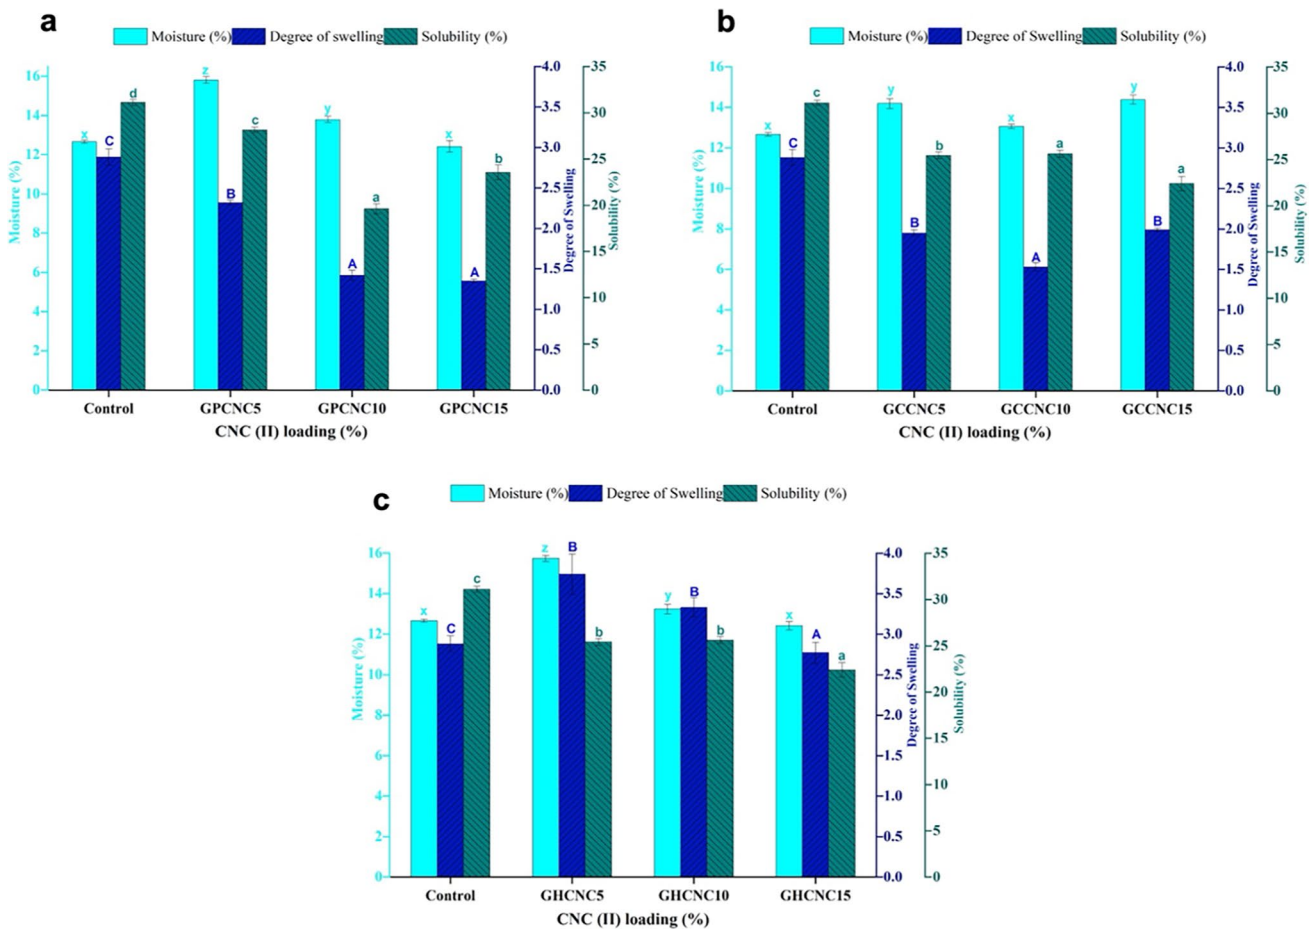 a
Moisture (%) Degree of swelling Solubility (%)
16
14
12
10
8
6
4
2
0
Moisture (%)
x C d
z B c
y A a
x A b
4.0
3.5
3.0
2.5
2.0
1.5
1.0
0.5
0.0
Degree of Swelling
35
30
25
20
15
10
5
0
Solubility (%)
Control GPCNC5 GPCNC10 GPCNC15
CNC (II) loading (%)
b
Moisture (%) Degree of Swelling Solubility (%)
16
14
12
10
8
6
4
2
0
Moisture (%)
x C c
y B b
x A a
y B a
4.0
3.5
3.0
2.5
2.0
1.5
1.0
0.5
0.0
Degree of Swelling
35
30
25
20
15
10
5
0
Solubility (%)
Control GCCNC5 GCCNC10 GCCNC15
CNC (II) loading (%)
c
Moisture (%) Degree of Swelling Solubility (%)
16
14
12
10
8
6
4
2
0
Moisture (%)
x C c
z B b
y B b
x A a
4.0
3.5
3.0
2.5
2.0
1.5
1.0
0.5
0.0
Degree of Swelling
35
30
25
20
15
10
5
0
Solubility (%)
Control GHCNC5 GHCNC10 GHCNC15
CNC (II) loading (%)